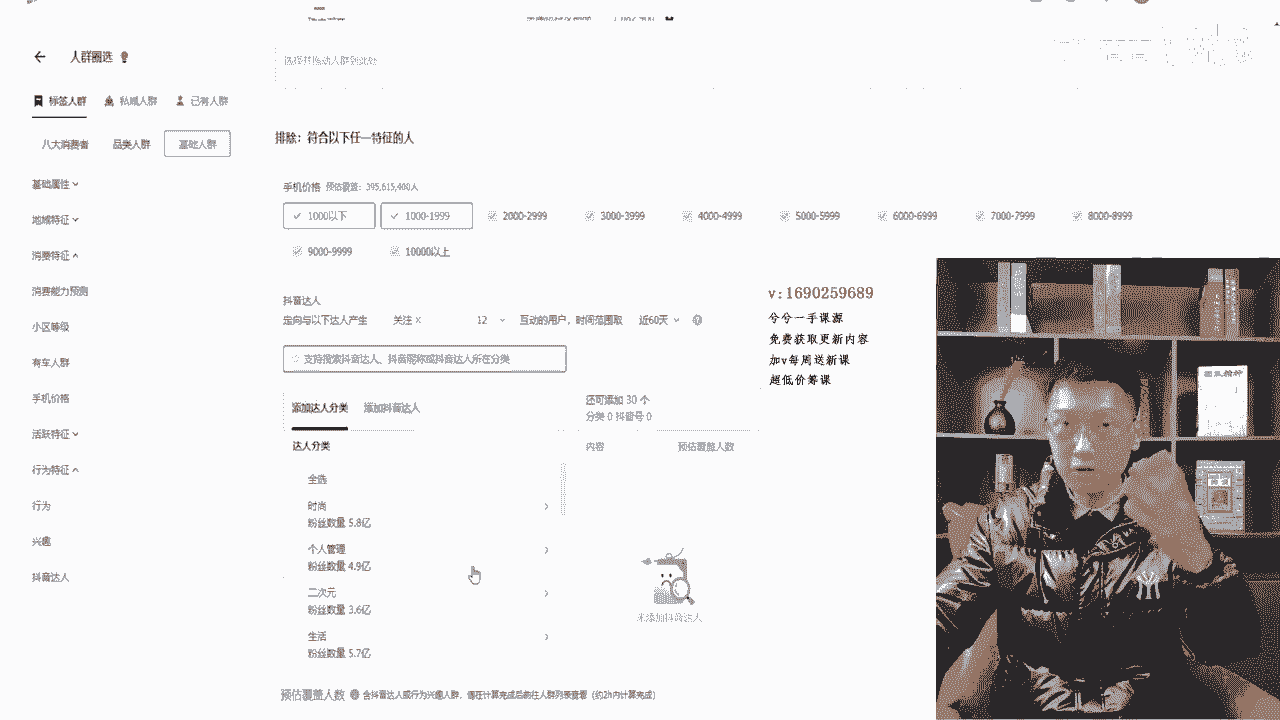 人群圈选
标签人群 私域人群 已有人群
八大消费者 品类人群 基础人群
基础属性
地域特征
消费特征
消费能力预测
小区等级
有车人群
手机价格
活跃特征
行为特征
行为
兴趣
抖音达人
选择并拖动人群到此处
排除：符合以下任一特征的人
手机价格 预估覆盖：395,615,400人
1000以下 1000-1999 2000-2999 3000-3999 4000-4999 5000-5999 6000-6999 7000-7999 8000-8999
9000-9999 10000以上
抖音达人
定向与以下达人产生 关注 X 12 互动的用户，时间范围取 近60天
支持搜索抖音达人、抖音昵称或抖音达人所在分类
添加达人分类 添加抖音达人
还可添加 30 个
分类 0 抖音号 0
达人分类
内容 预估覆盖人数
全选
时尚
粉丝数量 5.8亿
个人管理
粉丝数量 4.9亿
二次元
粉丝数量 3.6亿
生活
粉丝数量 5.7亿
未添加抖音达人
预估覆盖人数 含抖音达人或行为兴趣人群，请在计算完成后前往人群列表查看（约2h内计算完成）
v:1690259689
兮兮一手课源
免费获取更新内容
加v每周送新课
超低价筹课